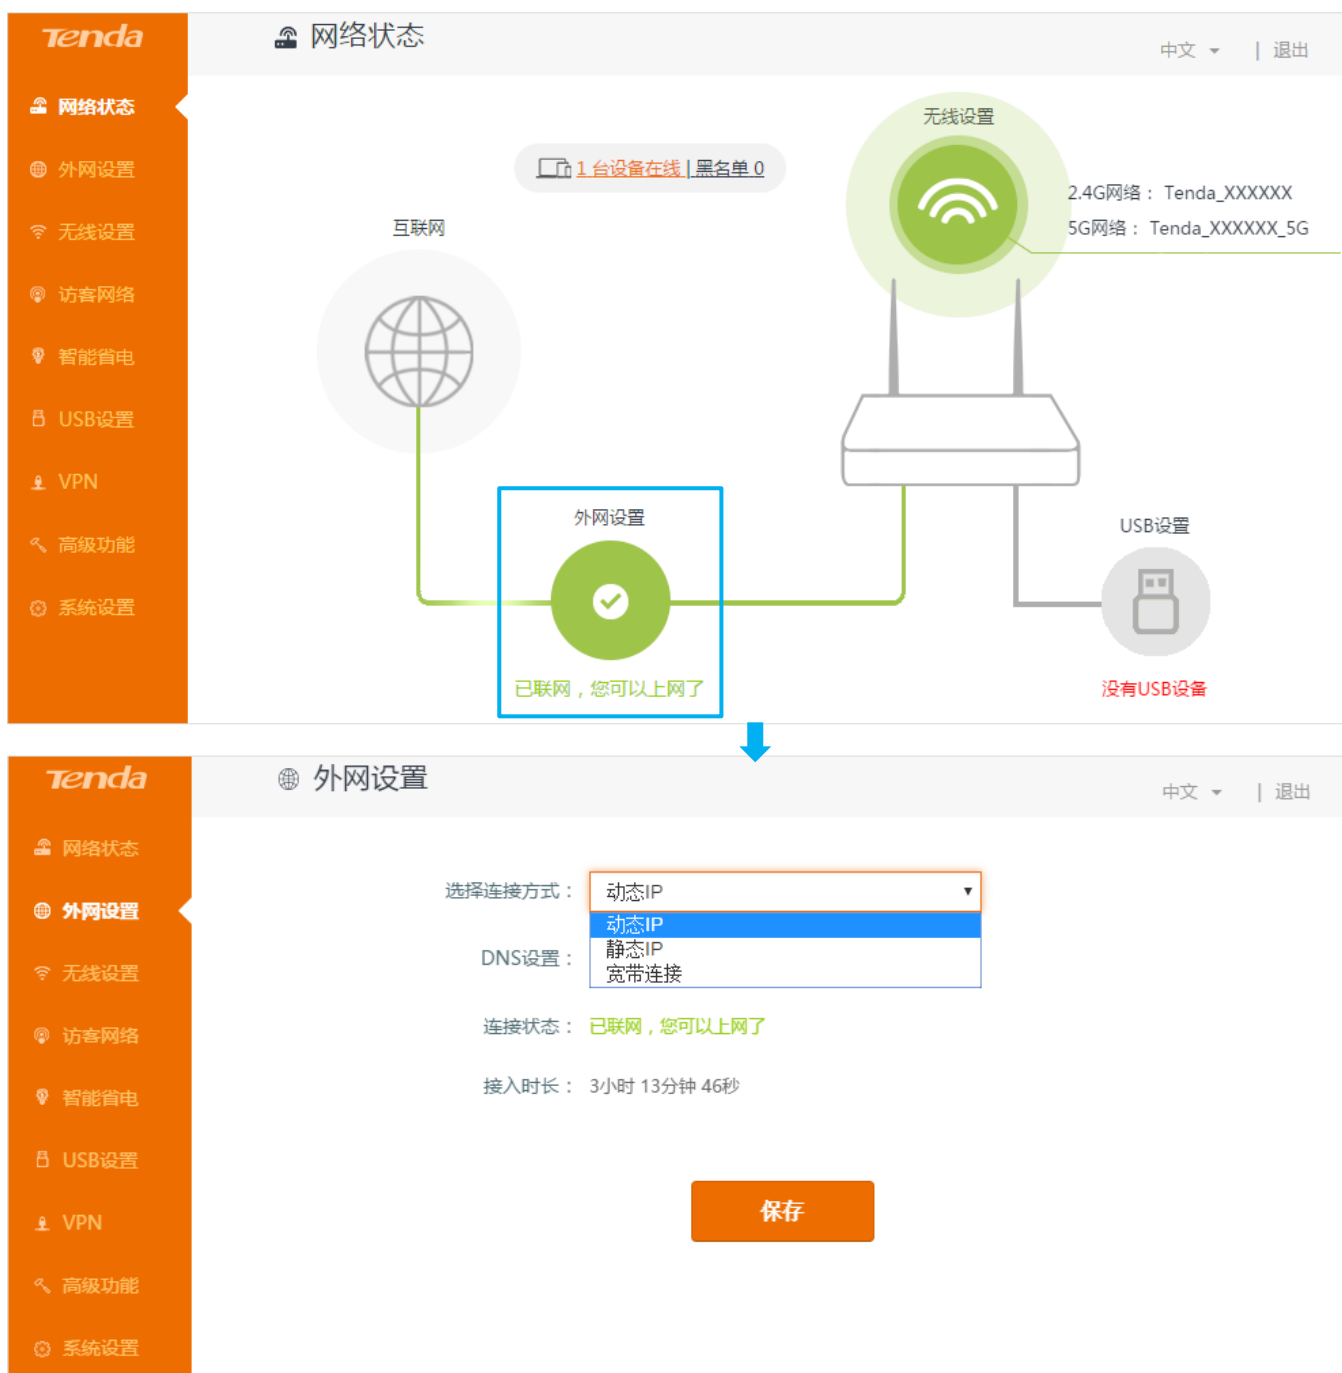 Tenda
网络状态
中文
| 退出
网络状态
外网设置
无线设置
访客网络
智能省电
USB设置
VPN
高级功能
系统设置
1 台设备在线 | 黑名单 0
无线设置
2.4G网络： Tenda_XXXXXX
5G网络： Tenda_XXXXXX_5G
互联网
外网设置
已联网，您可以上网了
USB设置
没有USB设备
Tenda
外网设置
中文
| 退出
网络状态
外网设置
无线设置
访客网络
智能省电
USB设置
VPN
高级功能
系统设置
选择连接方式： 动态IP
动态IP
静态IP
宽带连接
DNS设置：
连接状态： 已联网，您可以上网了
接入时长： 3小时 13分钟 46秒
保存